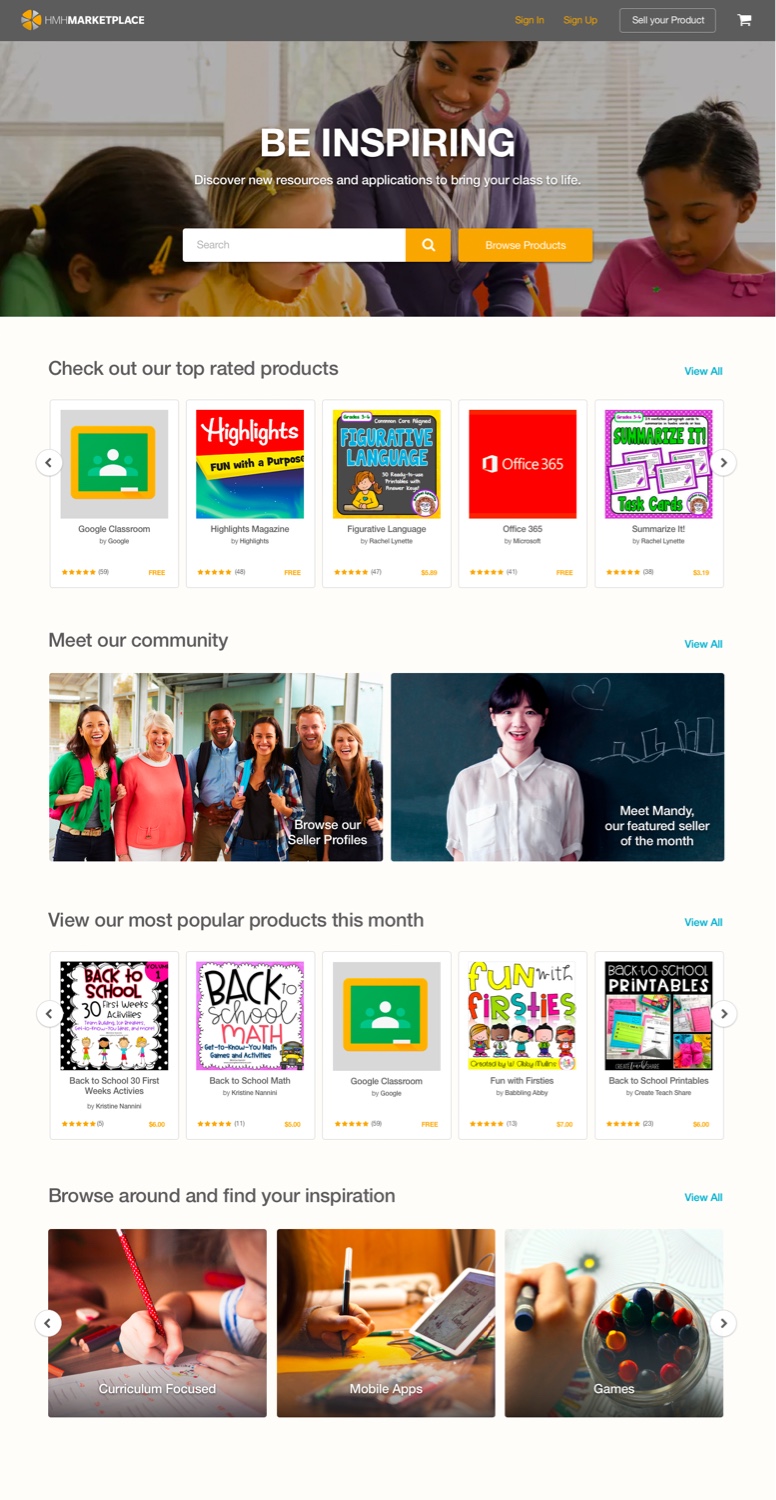 HMHMARKETPLACE
Sign In
Sign Up
Sell your Product
BE INSPIRING
Discover new resources and applications to bring your class to life.
Search
Browse Products
Check out our top rated products
View All
Highlights
FUN with a Purpose
Google Classroom
by Google
(59)
FREE
Highlights Magazine
by Highlights
(48)
FREE
Grades 3-6
Common Core Aligned
FIGURATIVE
LANGUAGE
30 Ready-to-use
Printables with
Answer Keys!
Figurative Language
by Rachel Lynette
(47)
$5.89
Office 365
Office 365
by Microsoft
(41)
FREE
Grades 3-6
SUMMARIZE IT!
Task Cards
Summarize It!
by Rachel Lynette
(38)
$3.19
Meet our community
View All
Browse our
Seller Profiles
Meet Mandy,
our featured seller
of the month
View our most popular products this month
View All
VOLUME
1
BACK to
SCHOOL
30 First Weeks
Activities
Back to School 30 First
Weeks Activies
by Kristine Nannini
(5)
$6.00
BACK to
school
MATH
Get-to-Know-You Math
Games and Activities
Back to School Math
by Kristine Nannini
(11)
$5.00
Google Classroom
by Google
(59)
FREE
FUN with
FIRSTIES
Fun with Firsties
by Babbling Abby
(13)
$7.00
BACK-TO-SCHOOL
PRINTABLES
Back to School Printables
by Create Teach Share
(23)
$6.00
Browse around and find your inspiration
View All
Curriculum Focused
Mobile Apps
Games